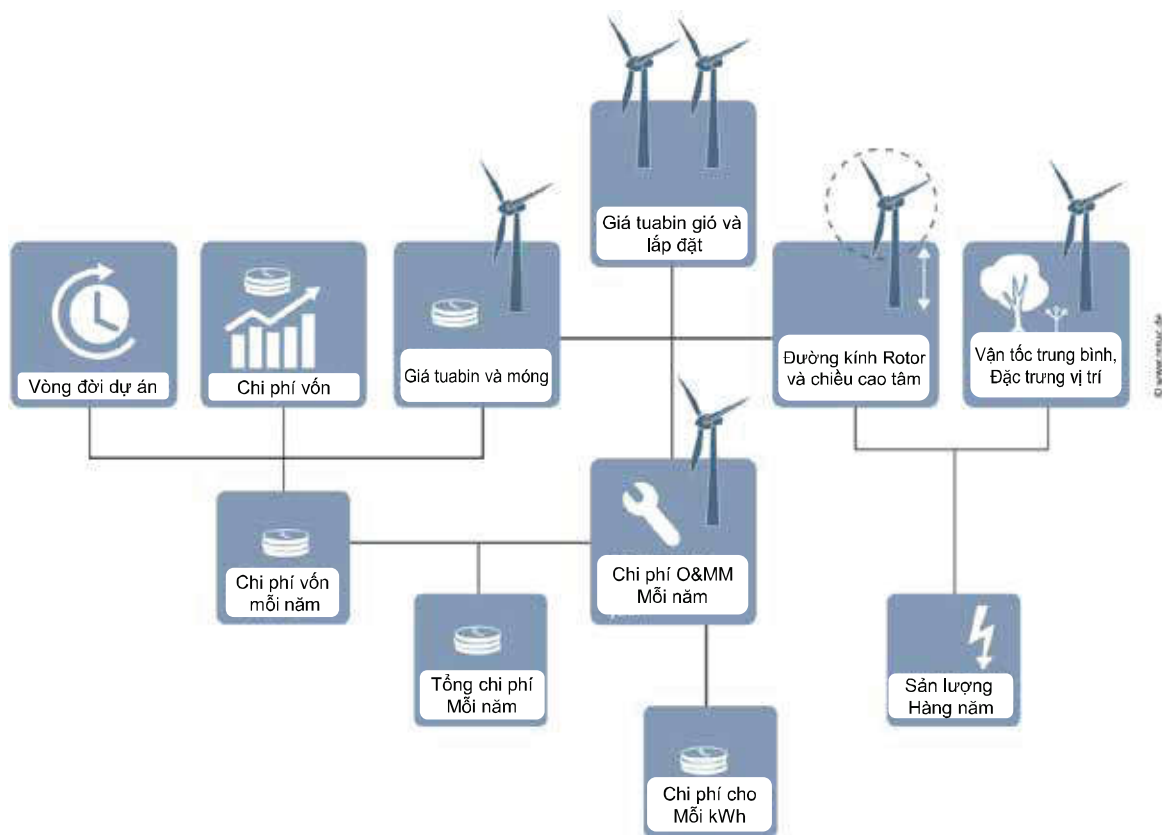 Giá tuabin gió và
lắp đặt
Vòng đời dự án
Chi phí vốn
Giá tuabin và móng
Đường kính Rotor
và chiều cao tâm
Vận tốc trung bình,
Đặc trưng vị trí
Chi phí vốn
mỗi năm
Chi phí O&MM
Mỗi năm
Tổng chi phí
Mỗi năm
Sản lượng
Hàng năm
Chi phí cho
Mỗi kWh